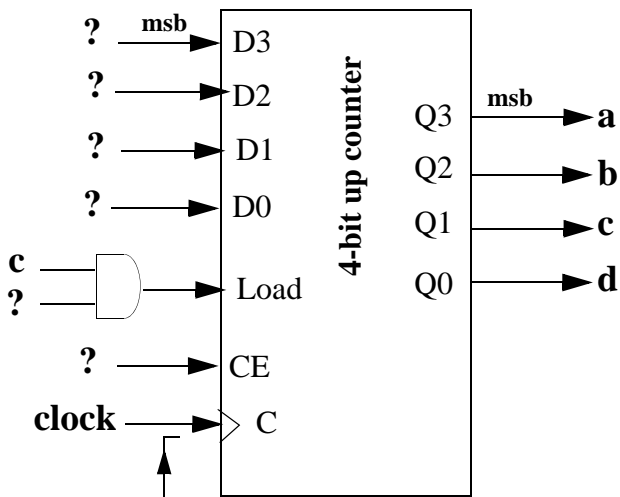 ? msb D3
? D2
? D1
? D0
c
? Load
? CE
clock C
4-bit up counter
Q3 msb a
Q2 b
Q1 c
Q0 d